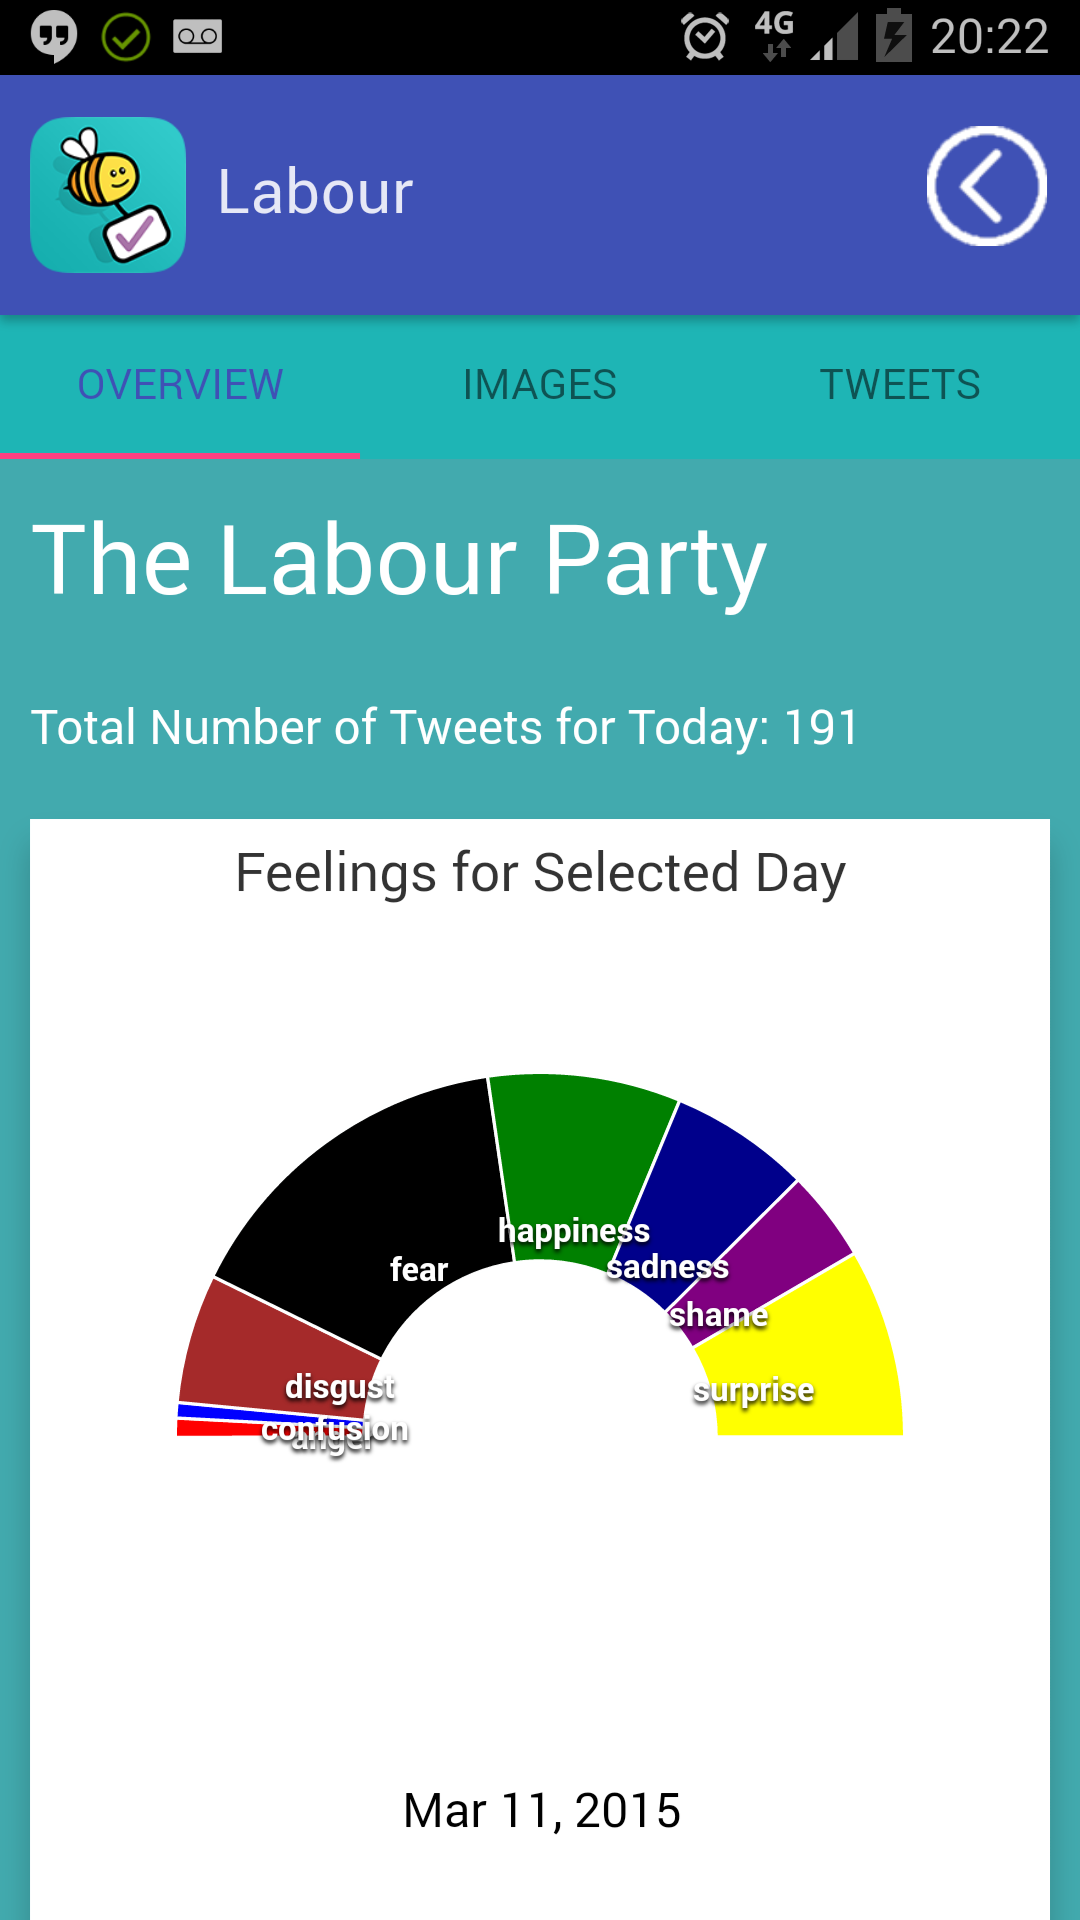 4G 20:22
Labour
OVERVIEW IMAGES TWEETS
The Labour Party
Total Number of Tweets for Today: 191
Feelings for Selected Day
happiness
fear
sadness
shame
disgust
surprise
confusion
anger
Mar 11, 2015